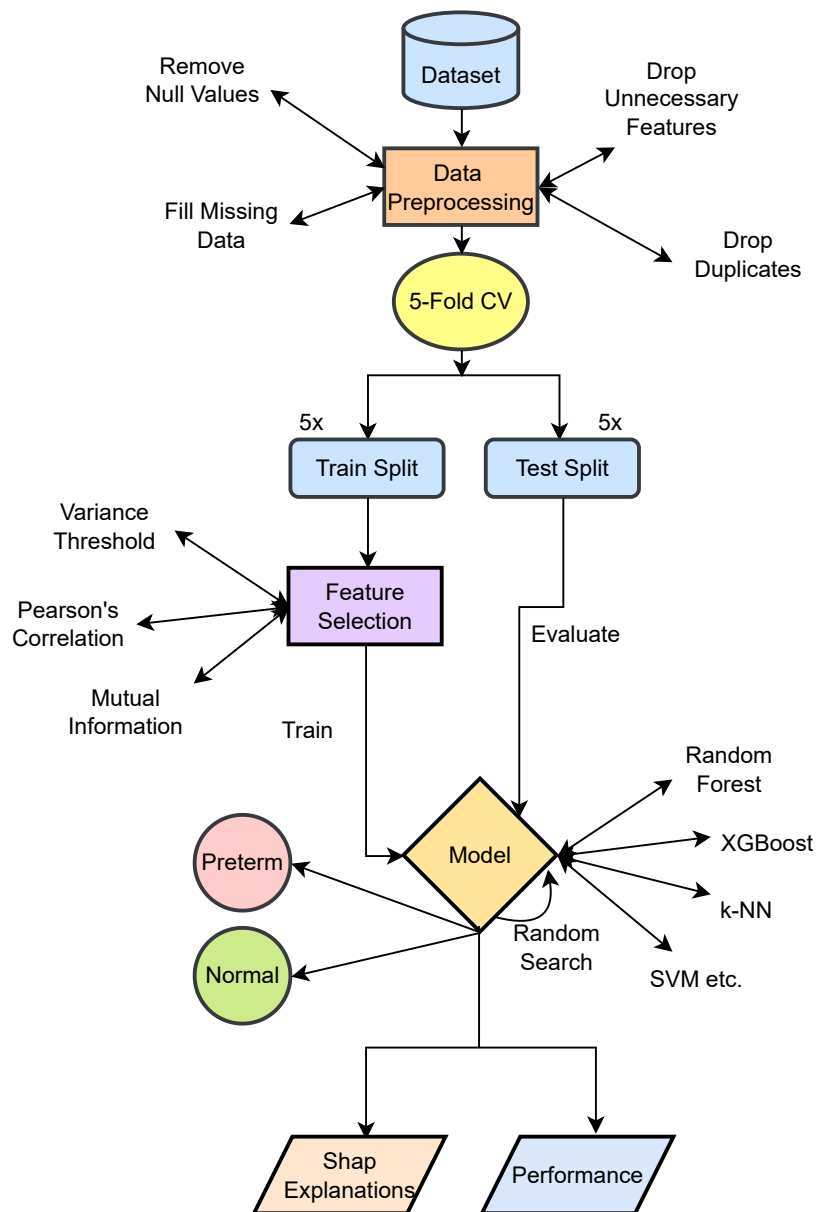 Dataset
Remove
Null Values
Drop
Unnecessary
Features
Data
Preprocessing
Fill Missing
Data
Drop
Duplicates
5-Fold CV
5x
5x
Train Split
Test Split
Variance
Threshold
Feature
Selection
Pearson's
Correlation
Evaluate
Mutual
Information
Train
Random
Forest
Model
XGBoost
Preterm
k-NN
Random
Search
Normal
SVM etc.
Shap
Explanations
Performance